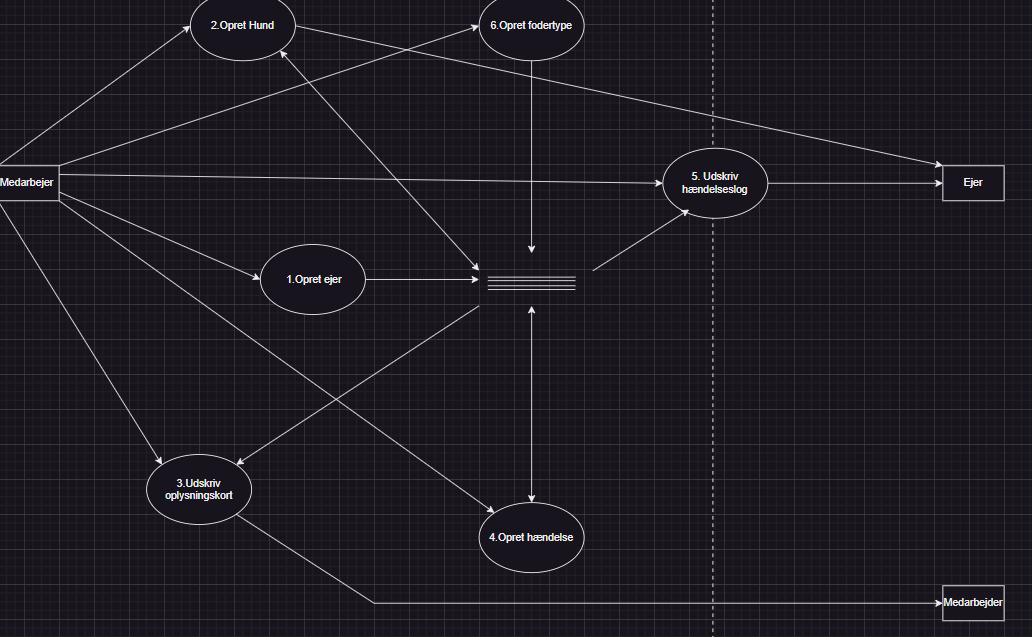 2.Opret Hund
6.Opret fodertype
Medarbejer
5. Udskriv
hændelseslog
Ejer
1.Opret ejer
3.Udskriv
oplysningskort
4.Opret hændelse
Medarbejder